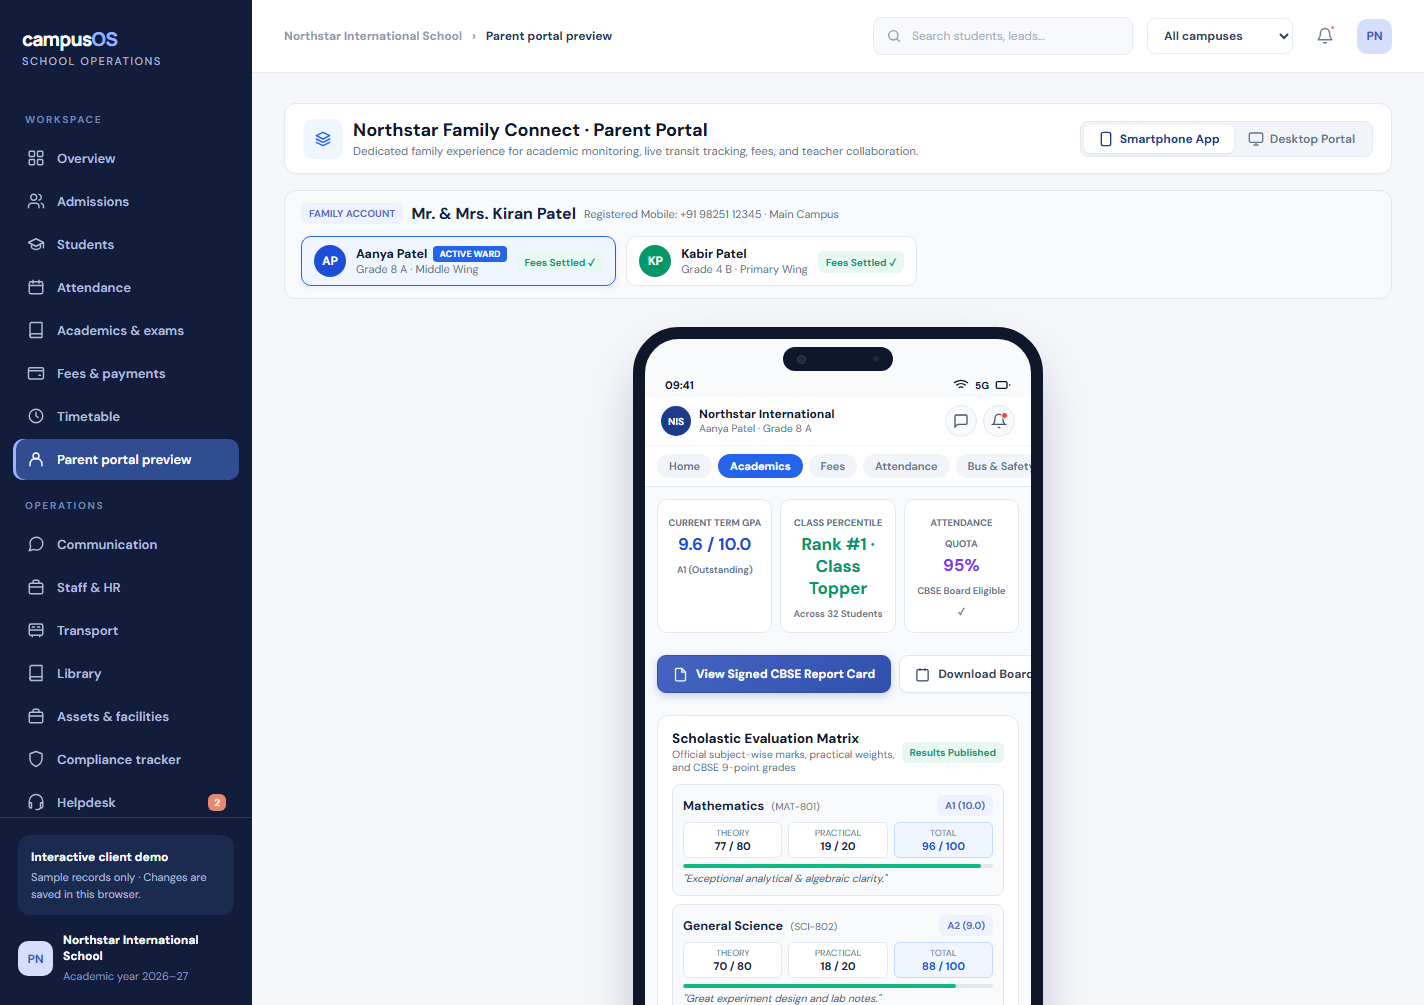 campusOS
SCHOOL OPERATIONS
WORKSPACE
Overview
Admissions
Students
Attendance
Academics & exams
Fees & payments
Timetable
Parent portal preview
OPERATIONS
Communication
Staff & HR
Transport
Library
Assets & facilities
Compliance tracker
Helpdesk 2
Interactive client demo
Sample records only · Changes are
saved in this browser.
PN
Northstar International
School
Academic year 2026–27
Northstar International School › Parent portal preview
Search students, leads...
All campuses
PN
Northstar Family Connect · Parent Portal
Dedicated family experience for academic monitoring, live transit tracking, fees, and teacher collaboration.
Smartphone App
Desktop Portal
FAMILY ACCOUNT Mr. & Mrs. Kiran Patel Registered Mobile: +91 98251 12345 · Main Campus
AP
Aanya Patel ACTIVE WARD
Grade 8 A · Middle Wing
Fees Settled ✓
KP
Kabir Patel
Grade 4 B · Primary Wing
Fees Settled ✓
09:41
5G
NIS
Northstar International
Aanya Patel · Grade 8 A
Home Academics Fees Attendance Bus & Safety
CURRENT TERM GPA
9.6 / 10.0
A1 (Outstanding)
CLASS PERCENTILE
Rank #1 ·
Class
Topper
Across 32 Students
ATTENDANCE
QUOTA
95%
CBSE Board Eligible
✓
View Signed CBSE Report Card
Download Board
Scholastic Evaluation Matrix
Official subject-wise marks, practical weights,
and CBSE 9-point grades
Results Published
Mathematics (MAT-801) A1 (10.0)
THEORY
77 / 80
PRACTICAL
19 / 20
TOTAL
96 / 100
"Exceptional analytical & algebraic clarity."
General Science (SCI-802) A2 (9.0)
THEORY
70 / 80
PRACTICAL
18 / 20
TOTAL
88 / 100
"Great experiment design and lab notes."